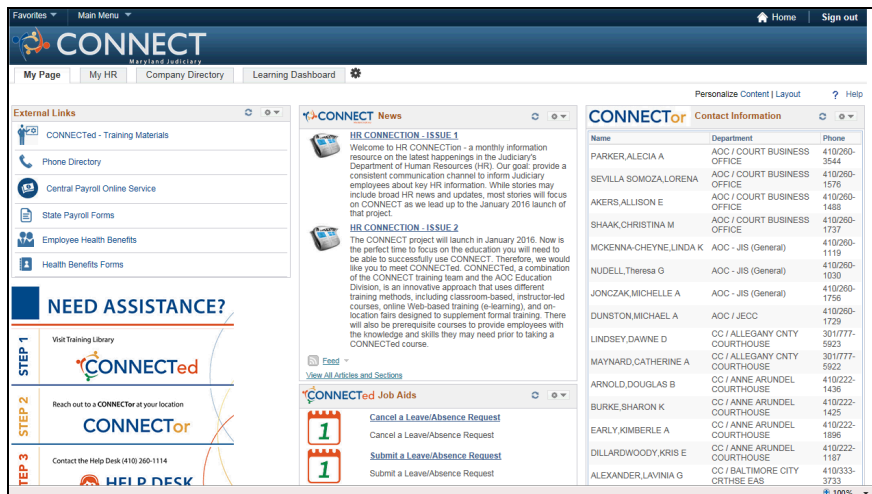 Favorites Main Menu Home Sign out
CONNECT
Maryland Judiciary
My Page My HR Company Directory Learning Dashboard
Personalize Content | Layout ? Help
External Links
CONNECTed - Training Materials
Phone Directory
Central Payroll Online Service
State Payroll Forms
Employee Health Benefits
Health Benefits Forms
NEED ASSISTANCE?
STEP 1
Visit Training Library
CONNECTed
STEP 2
Reach out to a CONNECTor at your location
CONNECTor
STEP 3
Contact the Help Desk (410) 260-1114
HELP DESK
CONNECT News
HR CONNECTION - ISSUE 1
Welcome to HR CONNECTion - a monthly information
resource on the latest happenings in the Judiciary's
Department of Human Resources (HR). Our goal: provide a
consistent communication channel to inform Judiciary
employees about key HR information. While stories may
include broad HR news and updates, most stories will focus
on CONNECT as we lead up to the January 2016 launch of
that project.
HR CONNECTION - ISSUE 2
The CONNECT project will launch in January 2016. Now is
the perfect time to focus on the education you will need to
be able to successfully use CONNECT. Therefore, we would
like you to meet CONNECTed. CONNECTed, a combination
of the CONNECT training team and the AOC Education
Division, is an innovative approach that uses different
training methods, including classroom-based, instructor-led
courses, online Web-based training (e-learning), and on-
location fairs designed to supplement formal training. There
will also be prerequisite courses to provide employees with
the knowledge and skills they may need prior to taking a
CONNECTed course.
Feed
View All Articles and Sections
CONNECTed Job Aids
1
Cancel a Leave/Absence Request
Cancel a Leave/Absence Request
1
Submit a Leave/Absence Request
Submit a Leave/Absence Request
CONNECTor Contact Information
Name Department Phone
PARKER,ALECIA A AOC / COURT BUSINESS OFFICE 410/260-3544
SEVILLA SOMOZA,LORENA AOC / COURT BUSINESS OFFICE 410/260-1576
AKERS,ALLISON E AOC / COURT BUSINESS OFFICE 410/260-1488
SHAAK,CHRISTINA M AOC / COURT BUSINESS OFFICE 410/260-1737
MCKENNA-CHEYNE,LINDA K AOC - JIS (General) 410/260-1119
NUDELL,Theresa G AOC - JIS (General) 410/260-1030
JONCZAK,MICHELLE A AOC - JIS (General) 410/260-1756
DUNSTON,MICHAEL A AOC / JECC 410/260-1729
LINDSEY,DAWNE D CC / ALLEGANY CNTY COURTHOUSE 301/777-5923
MAYNARD,CATHERINE A CC / ALLEGANY CNTY COURTHOUSE 301/777-5922
ARNOLD,DOUGLAS B CC / ANNE ARUNDEL COURTHOUSE 410/222-1436
BURKE,SHARON K CC / ANNE ARUNDEL COURTHOUSE 410/222-1425
EARLY,KIMBERLE A CC / ANNE ARUNDEL COURTHOUSE 410/222-1896
DILLARDWOODY,KRIS E CC / ANNE ARUNDEL COURTHOUSE 410/222-1187
ALEXANDER,LAVINIA G CC / BALTIMORE CITY CRTHSE EAS 410/333-3733
100%